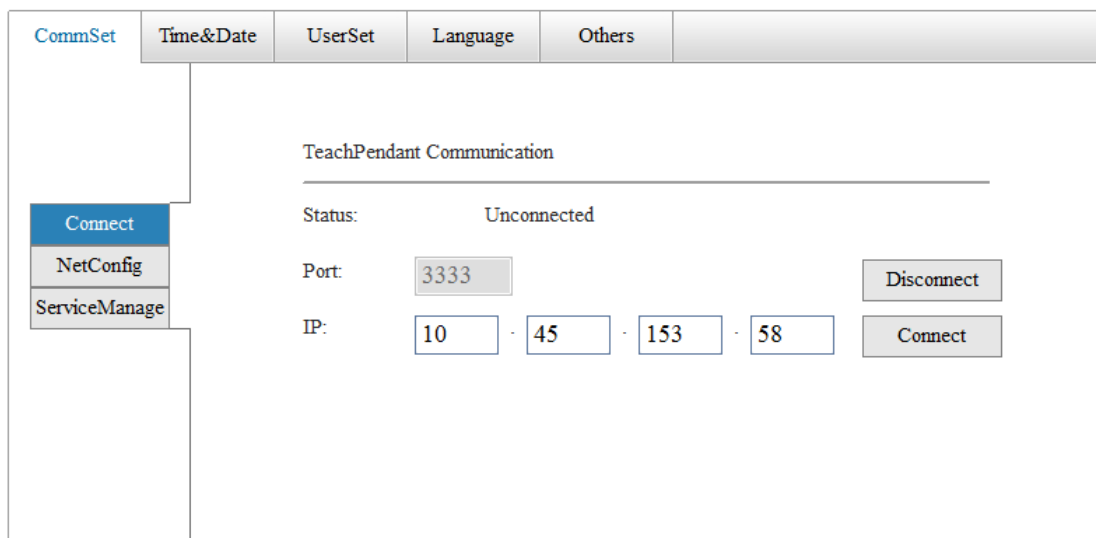 CommSet Time&Date UserSet Language Others
TeachPendant Communication
Connect
Status: Unconnected
NetConfig
Port: 3333 Disconnect
ServiceManage
IP: 10 . 45 . 153 . 58 Connect